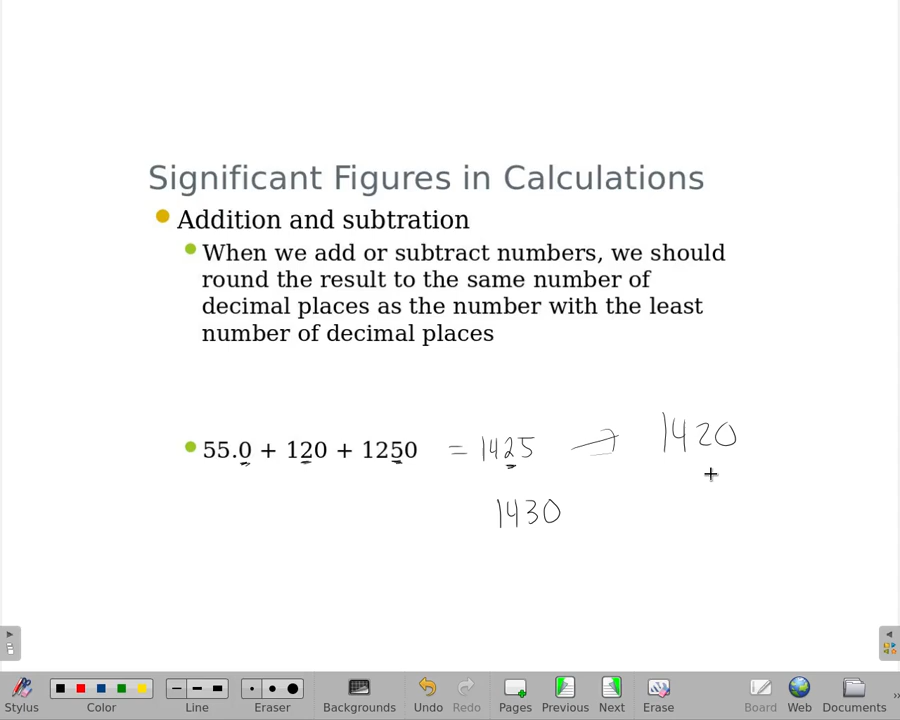 Significant Figures in Calculations
Addition and subtration
When we add or subtract numbers, we should
round the result to the same number of
decimal places as the number with the least
number of decimal places
55.0 + 120 + 1250 = 1425 → 1420
1430
Stylus Color Line Eraser Backgrounds Undo Redo Pages Previous Next Erase Board Web Documents